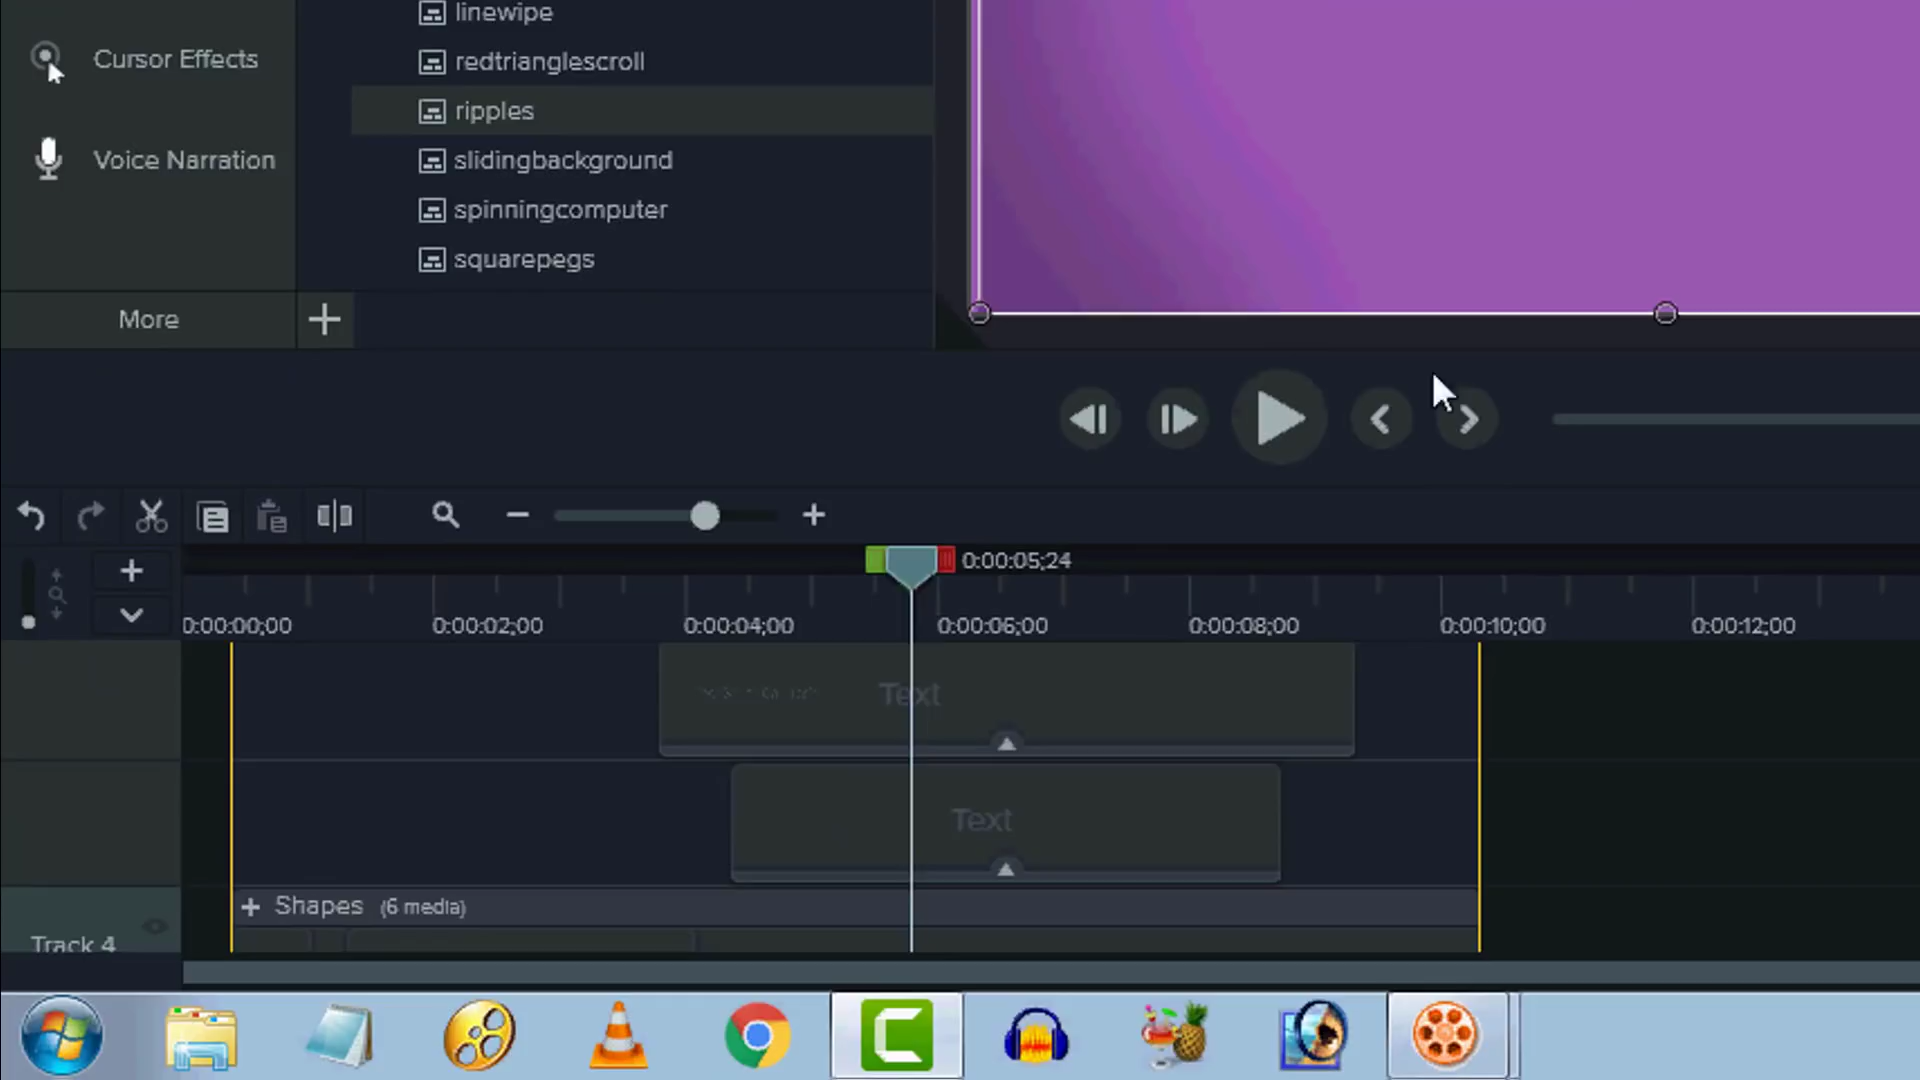 linewipe
Cursor Effects
redtrianglescroll
ripples
Voice Narration
slidingbackground
spinningcomputer
squarepegs
More
0:00:05;24
0:00:00;00
0:00:02;00
0:00:04;00
0:00:06;00
0:00:08;00
0:00:10;00
0:00:12;00
Text
Text
Shapes (6 media)
Track 4